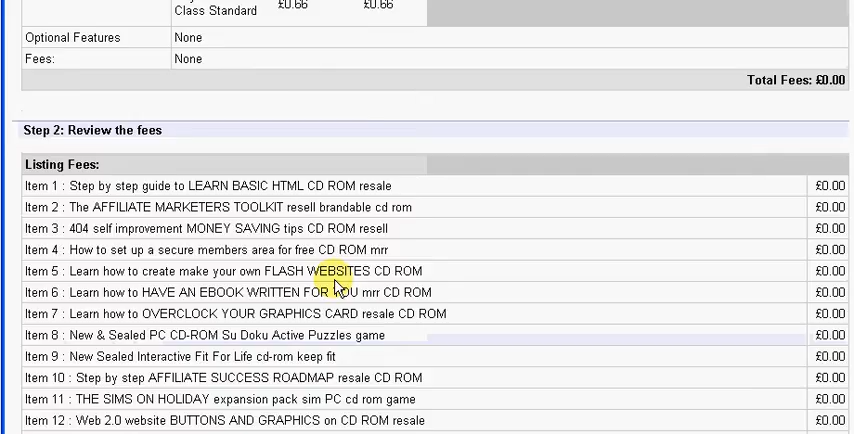 Class Standard £0.66 £0.66
Optional Features None
Fees: None
Total Fees: £0.00
Step 2: Review the fees
Listing Fees:
Item 1 : Step by step guide to LEARN BASIC HTML CD ROM resale £0.00
Item 2 : The AFFILIATE MARKETERS TOOLKIT resell brandable cd rom £0.00
Item 3 : 404 self improvement MONEY SAVING tips CD ROM resell £0.00
Item 4 : How to set up a secure members area for free CD ROM mrr £0.00
Item 5 : Learn how to create make your own FLASH WEBSITES CD ROM £0.00
Item 6 : Learn how to HAVE AN EBOOK WRITTEN FOR YOU mrr CD ROM £0.00
Item 7 : Learn how to OVERCLOCK YOUR GRAPHICS CARD resale CD ROM £0.00
Item 8 : New & Sealed PC CD-ROM Su Doku Active Puzzles game £0.00
Item 9 : New Sealed Interactive Fit For Life cd-rom keep fit £0.00
Item 10 : Step by step AFFILIATE SUCCESS ROADMAP resale CD ROM £0.00
Item 11 : THE SIMS ON HOLIDAY expansion pack sim PC cd rom game £0.00
Item 12 : Web 2.0 website BUTTONS AND GRAPHICS on CD ROM resale £0.00